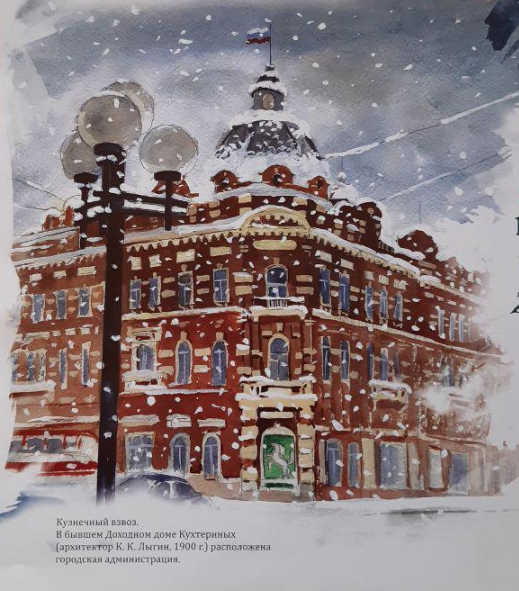 Кузнечный взвоз.
В бывшем Доходном доме Кухтериных
(архитектор К. К. Лыгин, 1900 г.) расположена
городская администрация.